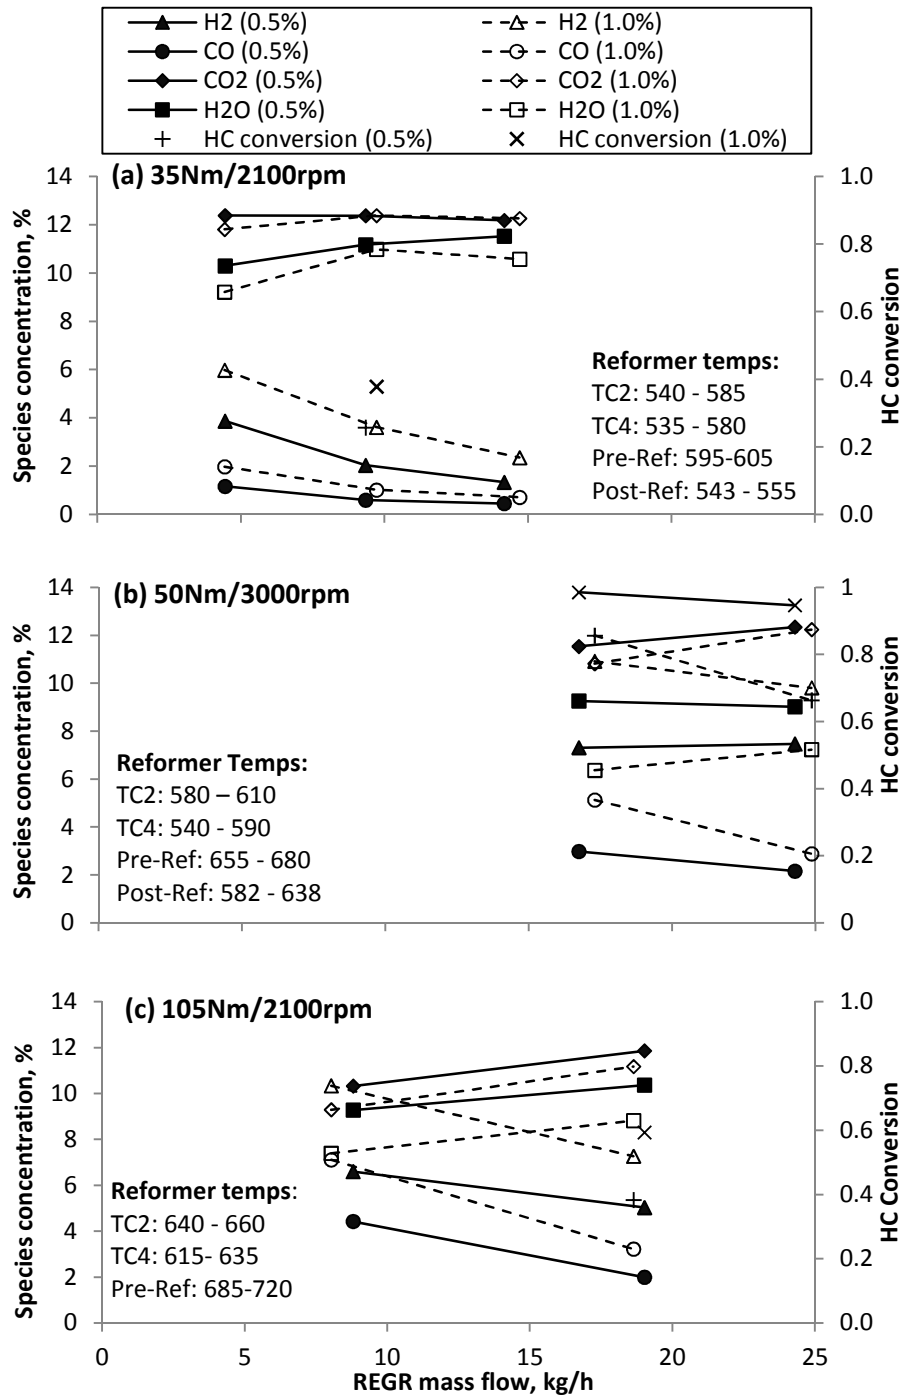 H2 (0.5%) H2 (1.0%)
CO (0.5%) CO (1.0%)
CO2 (0.5%) CO2 (1.0%)
H2O (0.5%) H2O (1.0%)
HC conversion (0.5%) HC conversion (1.0%)
(a) 35Nm/2100rpm
14
12
10
8
6
4
2
0
Species concentration, %
1.0
0.8
0.6
0.4
0.2
0.0
HC conversion
Reformer temps:
TC2: 540 - 585
TC4: 535 - 580
Pre-Ref: 595-605
Post-Ref: 543 - 555
(b) 50Nm/3000rpm
14
12
10
8
6
4
2
0
Species concentration, %
1
0.8
0.6
0.4
0.2
0
HC conversion
Reformer Temps:
TC2: 580 – 610
TC4: 540 - 590
Pre-Ref: 655 - 680
Post-Ref: 582 - 638
(c) 105Nm/2100rpm
14
12
10
8
6
4
2
0
Species concentration, %
1.0
0.8
0.6
0.4
0.2
0.0
HC Conversion
Reformer temps:
TC2: 640 - 660
TC4: 615- 635
Pre-Ref: 685-720
0 5 10 15 20 25
REGR mass flow, kg/h